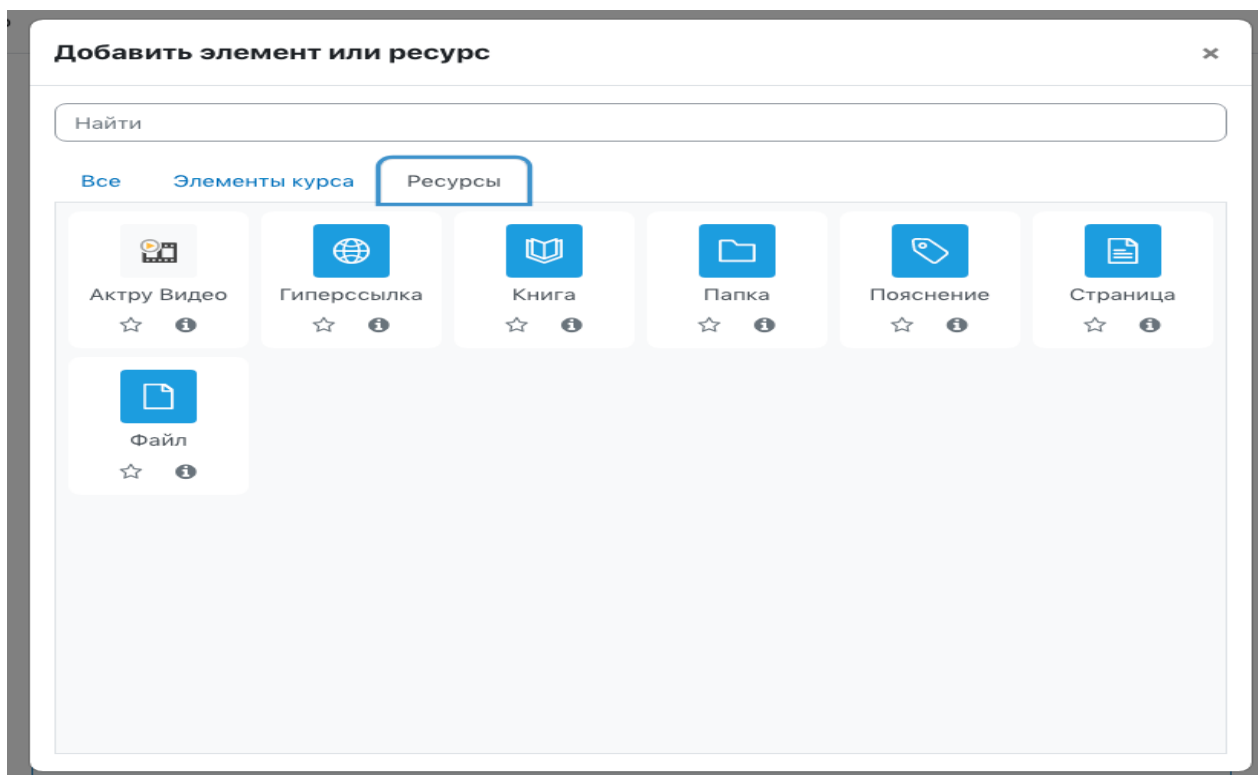 Добавить элемент или ресурс
Найти
Все Элементы курса Ресурсы
Актру Видео Гиперссылка Книга Папка Пояснение Страница
Файл